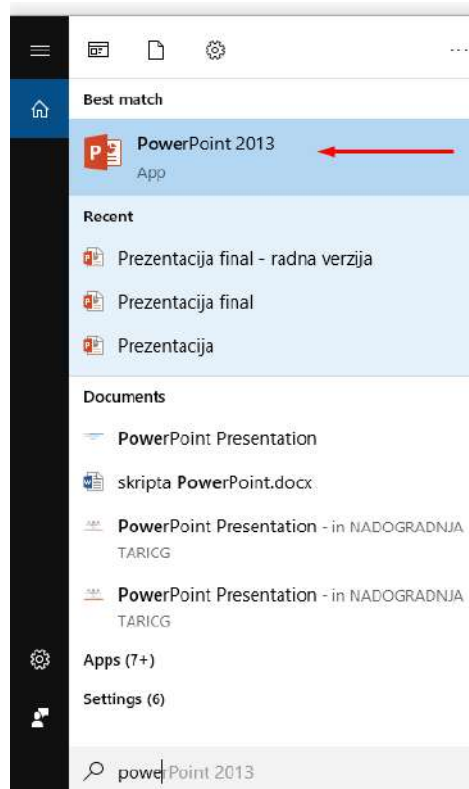 ...
Best match
PowerPoint 2013
App
Recent
Prezentacija final - radna verzija
Prezentacija final
Prezentacija
Documents
PowerPoint Presentation
skripta PowerPoint.docx
PowerPoint Presentation - in NADOGRADNJA
TARICG
PowerPoint Presentation - in NADOGRADNJA
TARICG
Apps (7+)
Settings (6)
powerPoint 2013